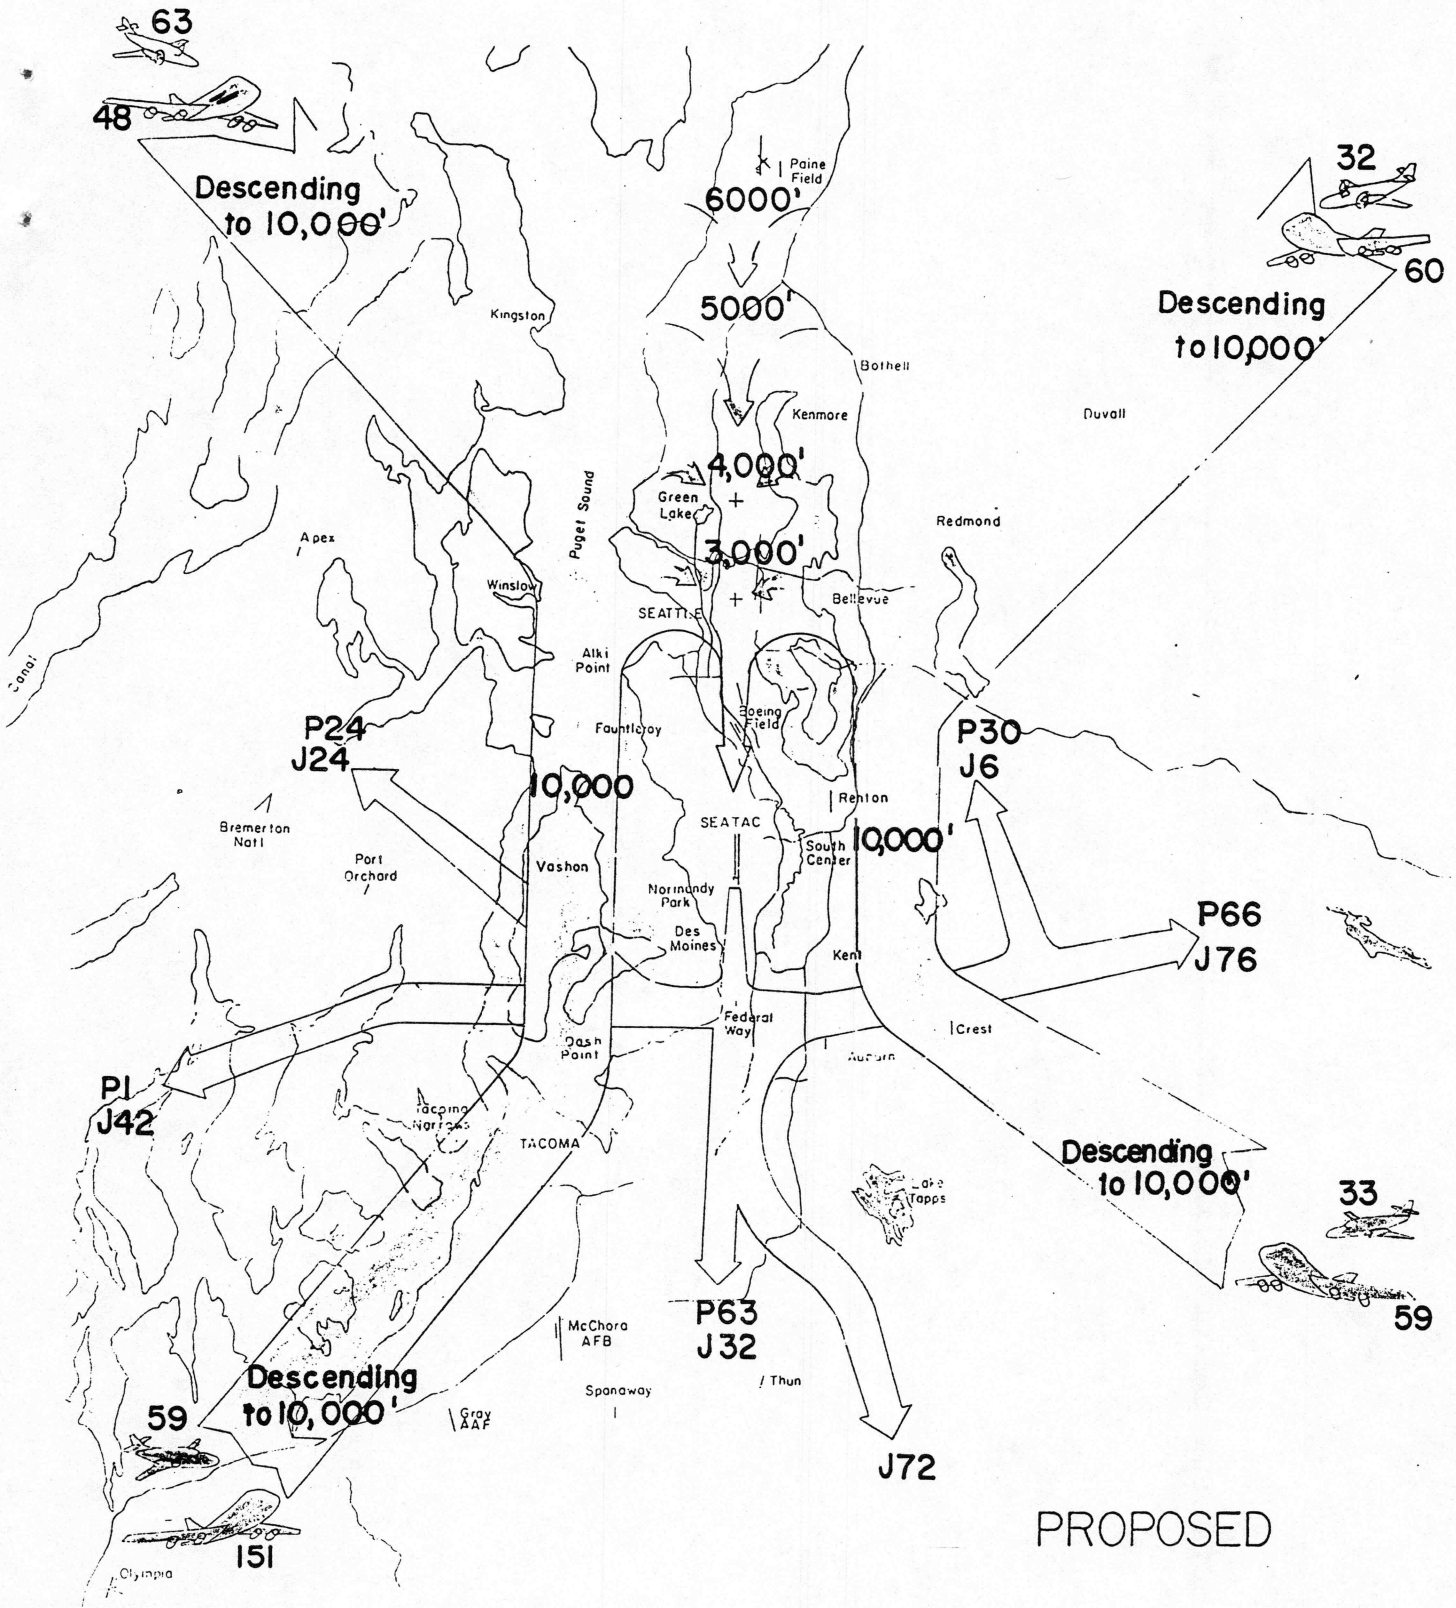 63
48
Descending
to 10,000'
Paine
Field
6000'
32
60
Descending
to 10,000'
5000'
Kingston
Bothell
Kenmore
Duvall
4,000'
Green
Lake
Puget Sound
Redmond
Apex
3,000'
Winslow
SEATTLE
Bellevue
Alki
Point
Canal
Boeing
Field
Fauntleroy
P24
J24
P30
J6
10,000
Renton
SEATAC
10,000'
South
Center
Bremerton
Natl
Port
Orchard
Vashon
Normandy
Park
P66
J76
Des
Moines
Kent
Federal
Way
Crest
Dash
Point
Auburn
P1
J42
Tacoma
Narrows
TACOMA
Descending
to 10,000'
Lake
Tapps
33
59
P63
J32
McChord
AFB
Thun
Spanaway
Descending
to 10,000'
59
Gray
AAF
J72
151
Olympia
PROPOSED